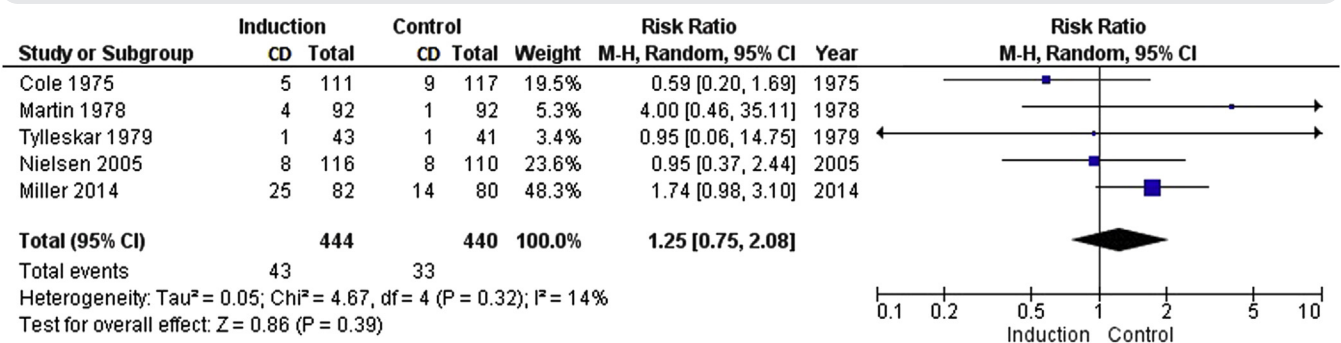 Induction Control Risk Ratio Risk Ratio
Study or Subgroup CD Total CD Total Weight M-H, Random, 95% CI Year M-H, Random, 95% CI
Cole 1975 5 111 9 117 19.5% 0.59 [0.20, 1.69] 1975
Martin 1978 4 92 1 92 5.3% 4.00 [0.46, 35.11] 1978
Tylleskar 1979 1 43 1 41 3.4% 0.95 [0.06, 14.75] 1979
Nielsen 2005 8 116 8 110 23.6% 0.95 [0.37, 2.44] 2005
Miller 2014 25 82 14 80 48.3% 1.74 [0.98, 3.10] 2014
Total (95% CI) 444 440 100.0% 1.25 [0.75, 2.08]
Total events 43 33
Heterogeneity: Tau² = 0.05; Chi² = 4.67, df = 4 (P = 0.32); I² = 14%
Test for overall effect: Z = 0.86 (P = 0.39)
0.1 0.2 0.5 1 2 5 10
Induction Control